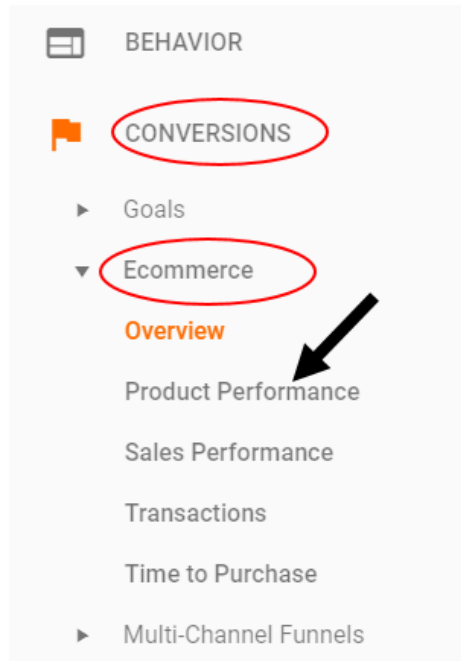 BEHAVIOR
CONVERSIONS
Goals
Ecommerce
Overview
Product Performance
Sales Performance
Transactions
Time to Purchase
Multi-Channel Funnels